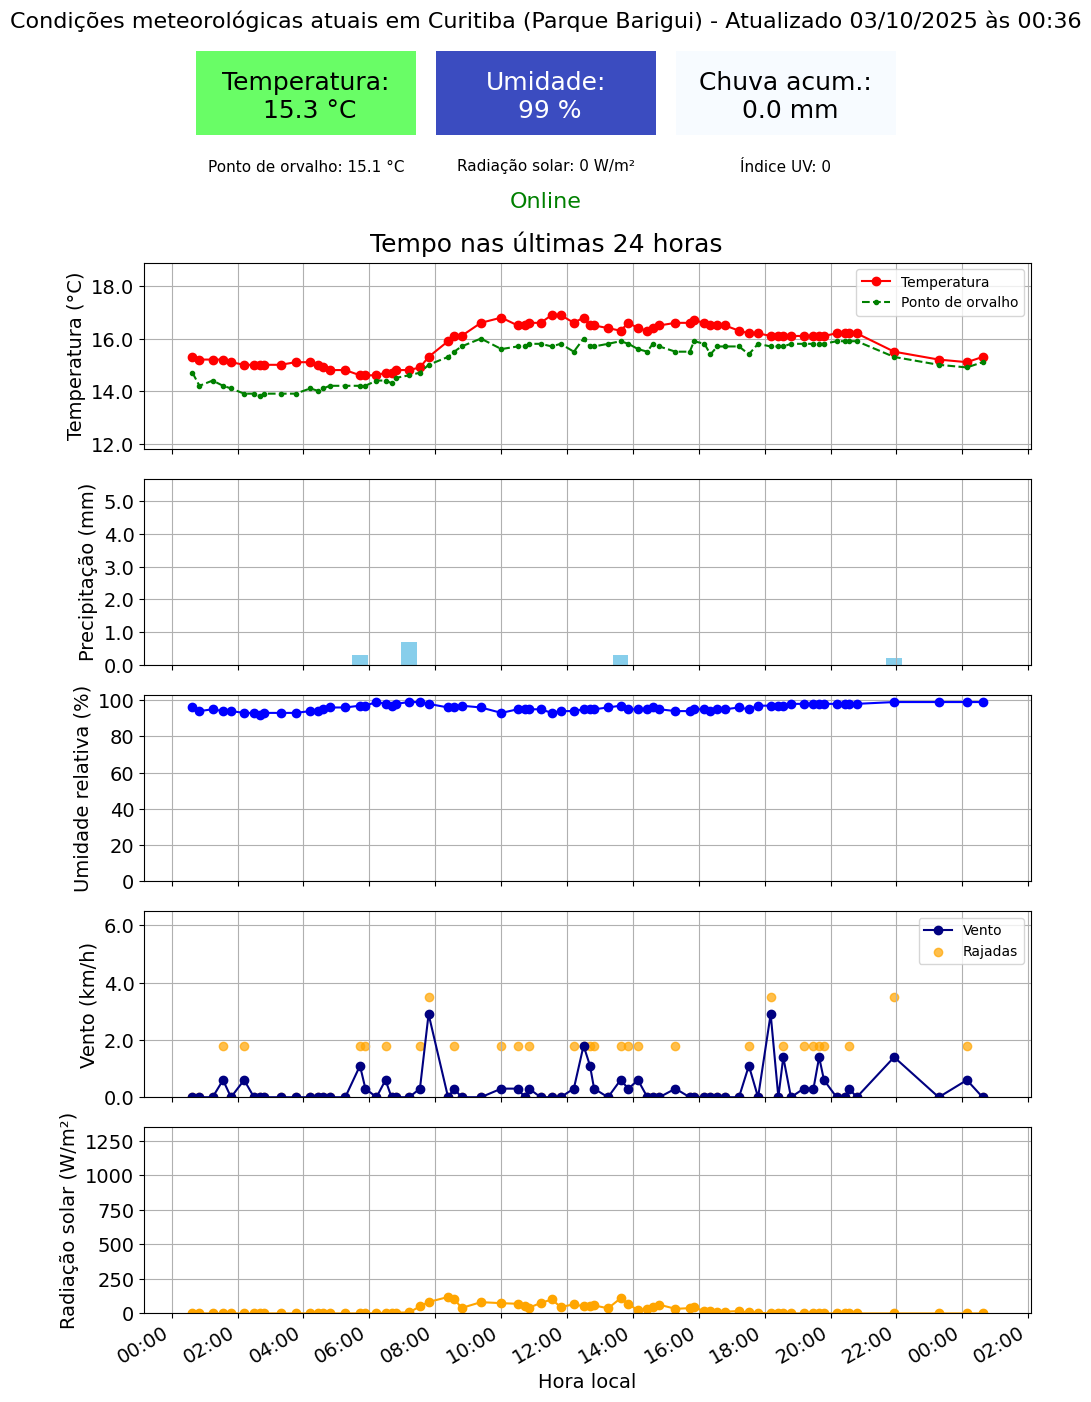 Condições meteorológicas atuais em Curitiba (Parque Barigui) - Atualizado 03/10/2025 às 00:36
Temperatura:
15.3 °C
Umidade:
99 %
Chuva acum.:
0.0 mm
Ponto de orvalho: 15.1 °C
Radiação solar: 0 W/m²
Índice UV: 0
Online
Tempo nas últimas 24 horas
Temperatura (°C)
18.0
16.0
14.0
12.0
Temperatura
Ponto de orvalho
Precipitação (mm)
5.0
4.0
3.0
2.0
1.0
0.0
Umidade relativa (%)
100
80
60
40
20
0
Vento (km/h)
6.0
4.0
2.0
0.0
Vento
Rajadas
Radiação solar (W/m²)
1250
1000
750
500
250
0
00:00 02:00 04:00 06:00 08:00 10:00 12:00 14:00 16:00 18:00 20:00 22:00 00:00 02:00
Hora local